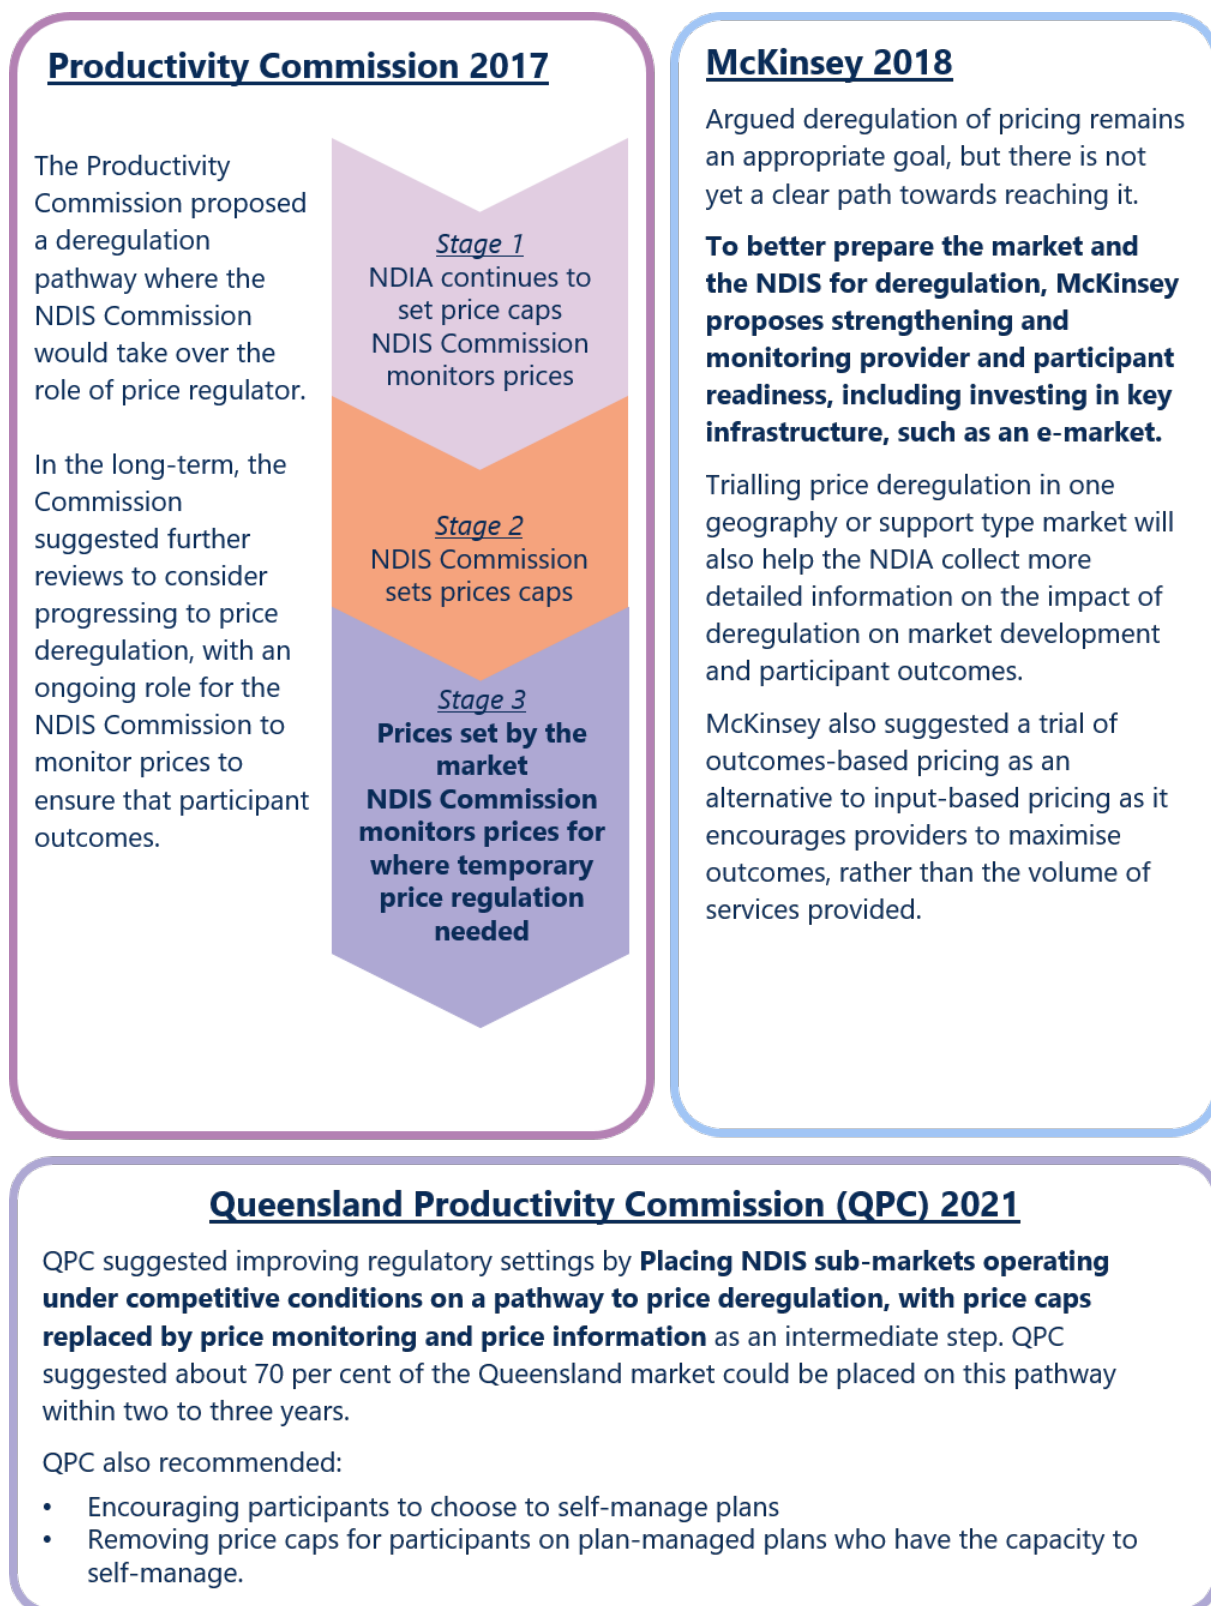 Productivity Commission 2017
The Productivity
Commission proposed
a deregulation
pathway where the
NDIS Commission
would take over the
role of price regulator.
In the long-term, the
Commission
suggested further
reviews to consider
progressing to price
deregulation, with an
ongoing role for the
NDIS Commission to
monitor prices to
ensure that participant
outcomes.
Stage 1
NDIA continues to
set price caps
NDIS Commission
monitors prices
Stage 2
NDIS Commission
sets prices caps
Stage 3
Prices set by the
market
NDIS Commission
monitors prices for
where temporary
price regulation
needed
McKinsey 2018
Argued deregulation of pricing remains
an appropriate goal, but there is not
yet a clear path towards reaching it.
To better prepare the market and
the NDIS for deregulation, McKinsey
proposes strengthening and
monitoring provider and participant
readiness, including investing in key
infrastructure, such as an e-market.
Trialling price deregulation in one
geography or support type market will
also help the NDIA collect more
detailed information on the impact of
deregulation on market development
and participant outcomes.
McKinsey also suggested a trial of
outcomes-based pricing as an
alternative to input-based pricing as it
encourages providers to maximise
outcomes, rather than the volume of
services provided.
Queensland Productivity Commission (QPC) 2021
QPC suggested improving regulatory settings by Placing NDIS sub-markets operating
under competitive conditions on a pathway to price deregulation, with price caps
replaced by price monitoring and price information as an intermediate step. QPC
suggested about 70 per cent of the Queensland market could be placed on this pathway
within two to three years.
QPC also recommended:
• Encouraging participants to choose to self-manage plans
• Removing price caps for participants on plan-managed plans who have the capacity to
self-manage.